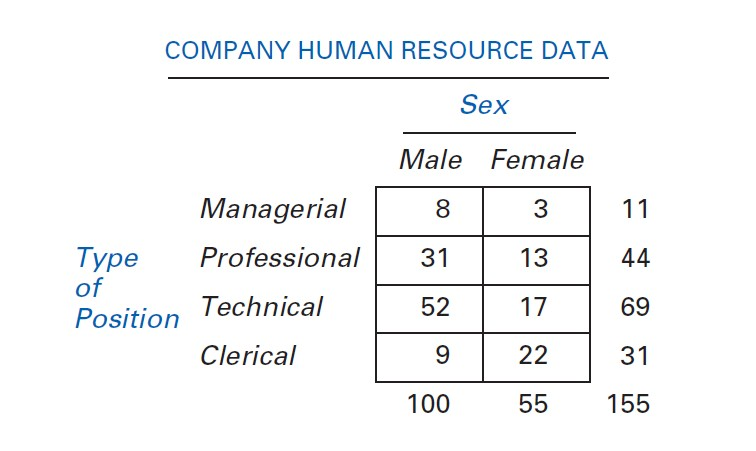 COMPANY HUMAN RESOURCE DATA
Sex
Male Female
Managerial 8 3 11
Type of Position
Professional 31 13 44
Technical 52 17 69
Clerical 9 22 31
100 55 155